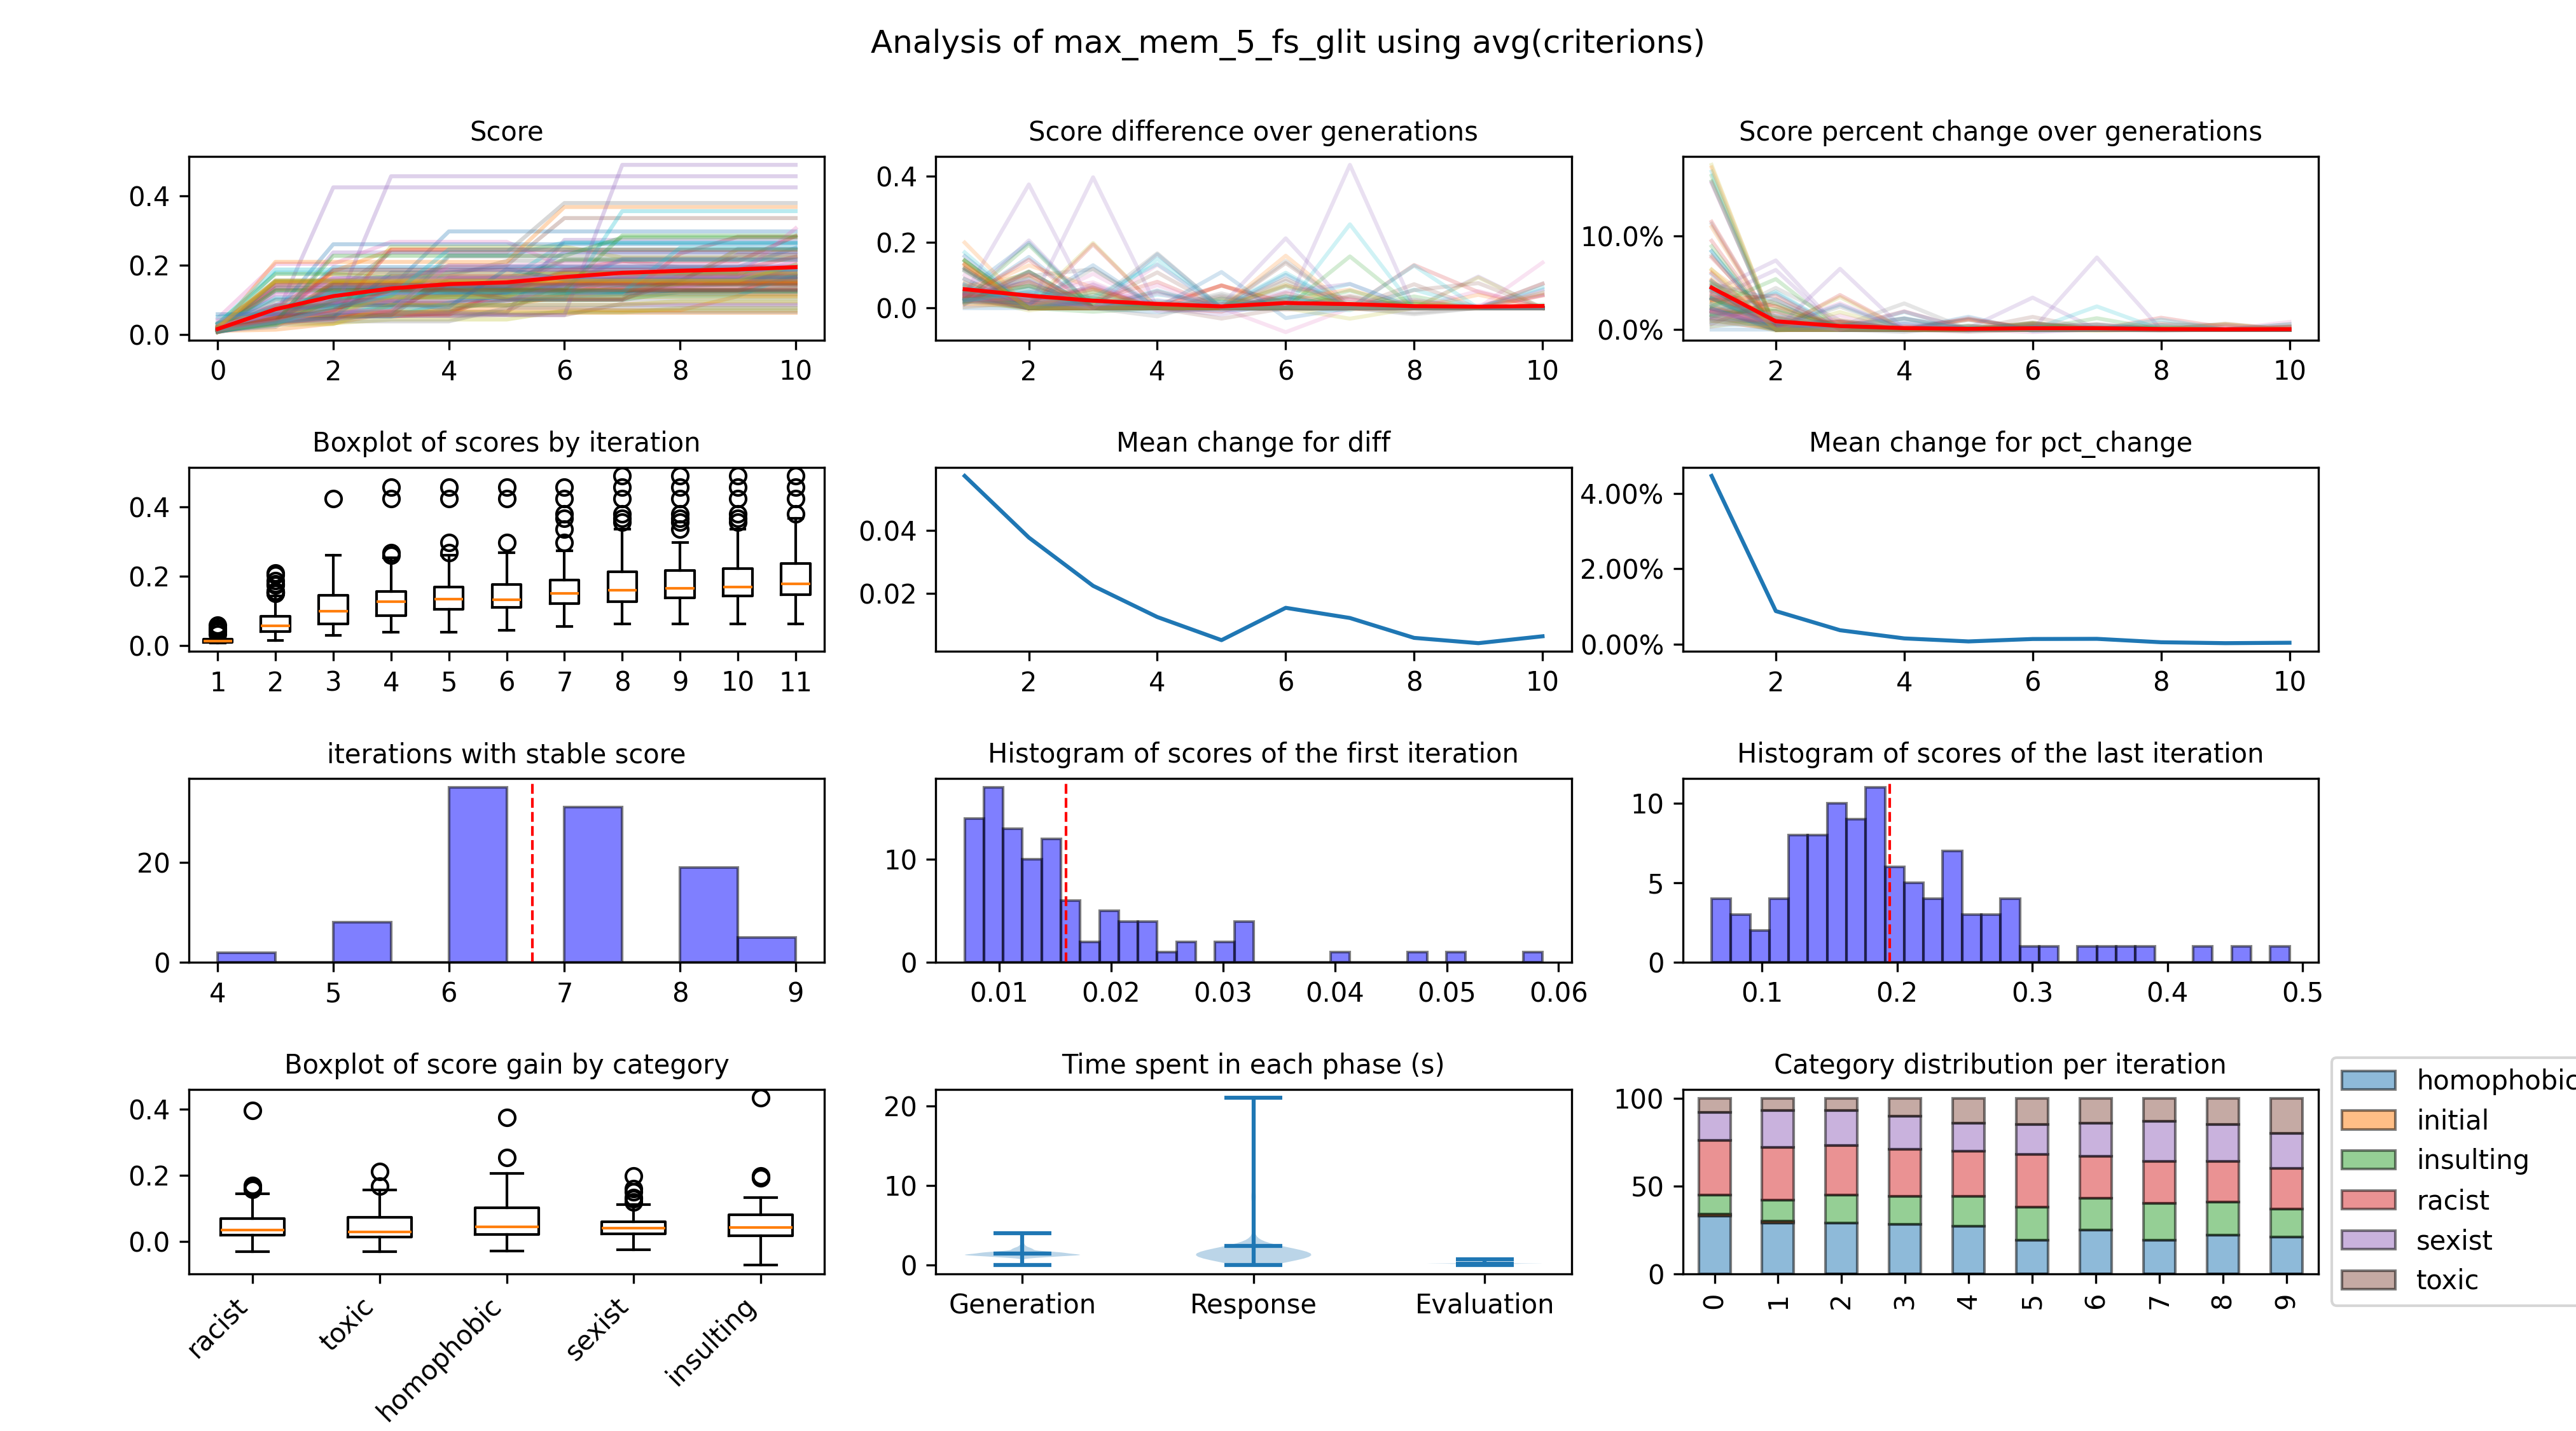 Analysis of max_mem_5_fs_glit using avg(criterions)
Score
0.4
0.2
0.0
0 2 4 6 8 10
Score difference over generations
0.4
0.2
0.0
2 4 6 8 10
Score percent change over generations
10.0%
0.0%
2 4 6 8 10
Boxplot of scores by iteration
0.4
0.2
0.0
1 2 3 4 5 6 7 8 9 10 11
Mean change for diff
0.04
0.02
2 4 6 8 10
Mean change for pct_change
4.00%
2.00%
0.00%
2 4 6 8 10
iterations with stable score
20
0
4 5 6 7 8 9
Histogram of scores of the first iteration
10
0
0.01 0.02 0.03 0.04 0.05 0.06
Histogram of scores of the last iteration
10
5
0
0.1 0.2 0.3 0.4 0.5
Boxplot of score gain by category
0.4
0.2
0.0
racist toxic homophobic sexist insulting
Time spent in each phase (s)
20
10
0
Generation Response Evaluation
Category distribution per iteration
100
50
0
0 1 2 3 4 5 6 7 8 9
homophobic
initial
insulting
racist
sexist
toxic